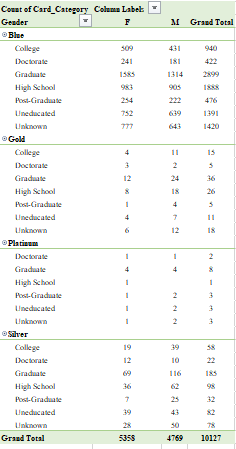 Count of Card_Category Column Labels
Gender F M Grand Total
Blue
College 509 431 940
Doctorate 241 181 422
Graduate 1585 1314 2899
High School 983 905 1888
Post-Graduate 254 222 476
Uneducated 752 639 1391
Unknown 777 643 1420
Gold
College 4 11 15
Doctorate 3 2 5
Graduate 12 24 36
High School 8 18 26
Post-Graduate 1 4 5
Uneducated 4 7 11
Unknown 6 12 18
Platinum
Doctorate 1 1 2
Graduate 4 4 8
High School 1 1
Post-Graduate 1 2 3
Uneducated 1 2 3
Unknown 1 2 3
Silver
College 19 39 58
Doctorate 12 10 22
Graduate 69 116 185
High School 36 62 98
Post-Graduate 7 25 32
Uneducated 39 43 82
Unknown 28 50 78
Grand Total 5358 4769 10127